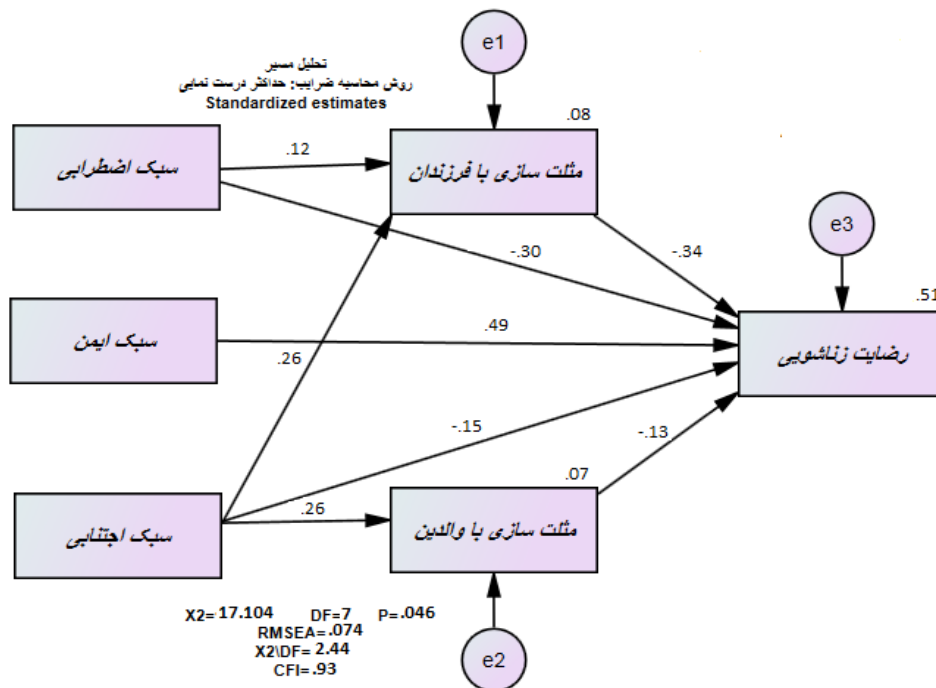 e1
تحلیل مسیر
روش محاسبه ضرایب: حداکثر درست نمایی
Standardized estimates
.08
سبک اضطرابی
.12
مثلت سازی با فرزندان
e3
-.30
-.34
.51
سبک ایمن
.49
رضایت زناشویی
.26
-.15
-.13
.07
سبک اجتنابی
.26
مثلت سازی با والدین
X2=17.104 DF=7 P=.046
RMSEA=.074
X2\DF= 2.44
CFI=.93
e2